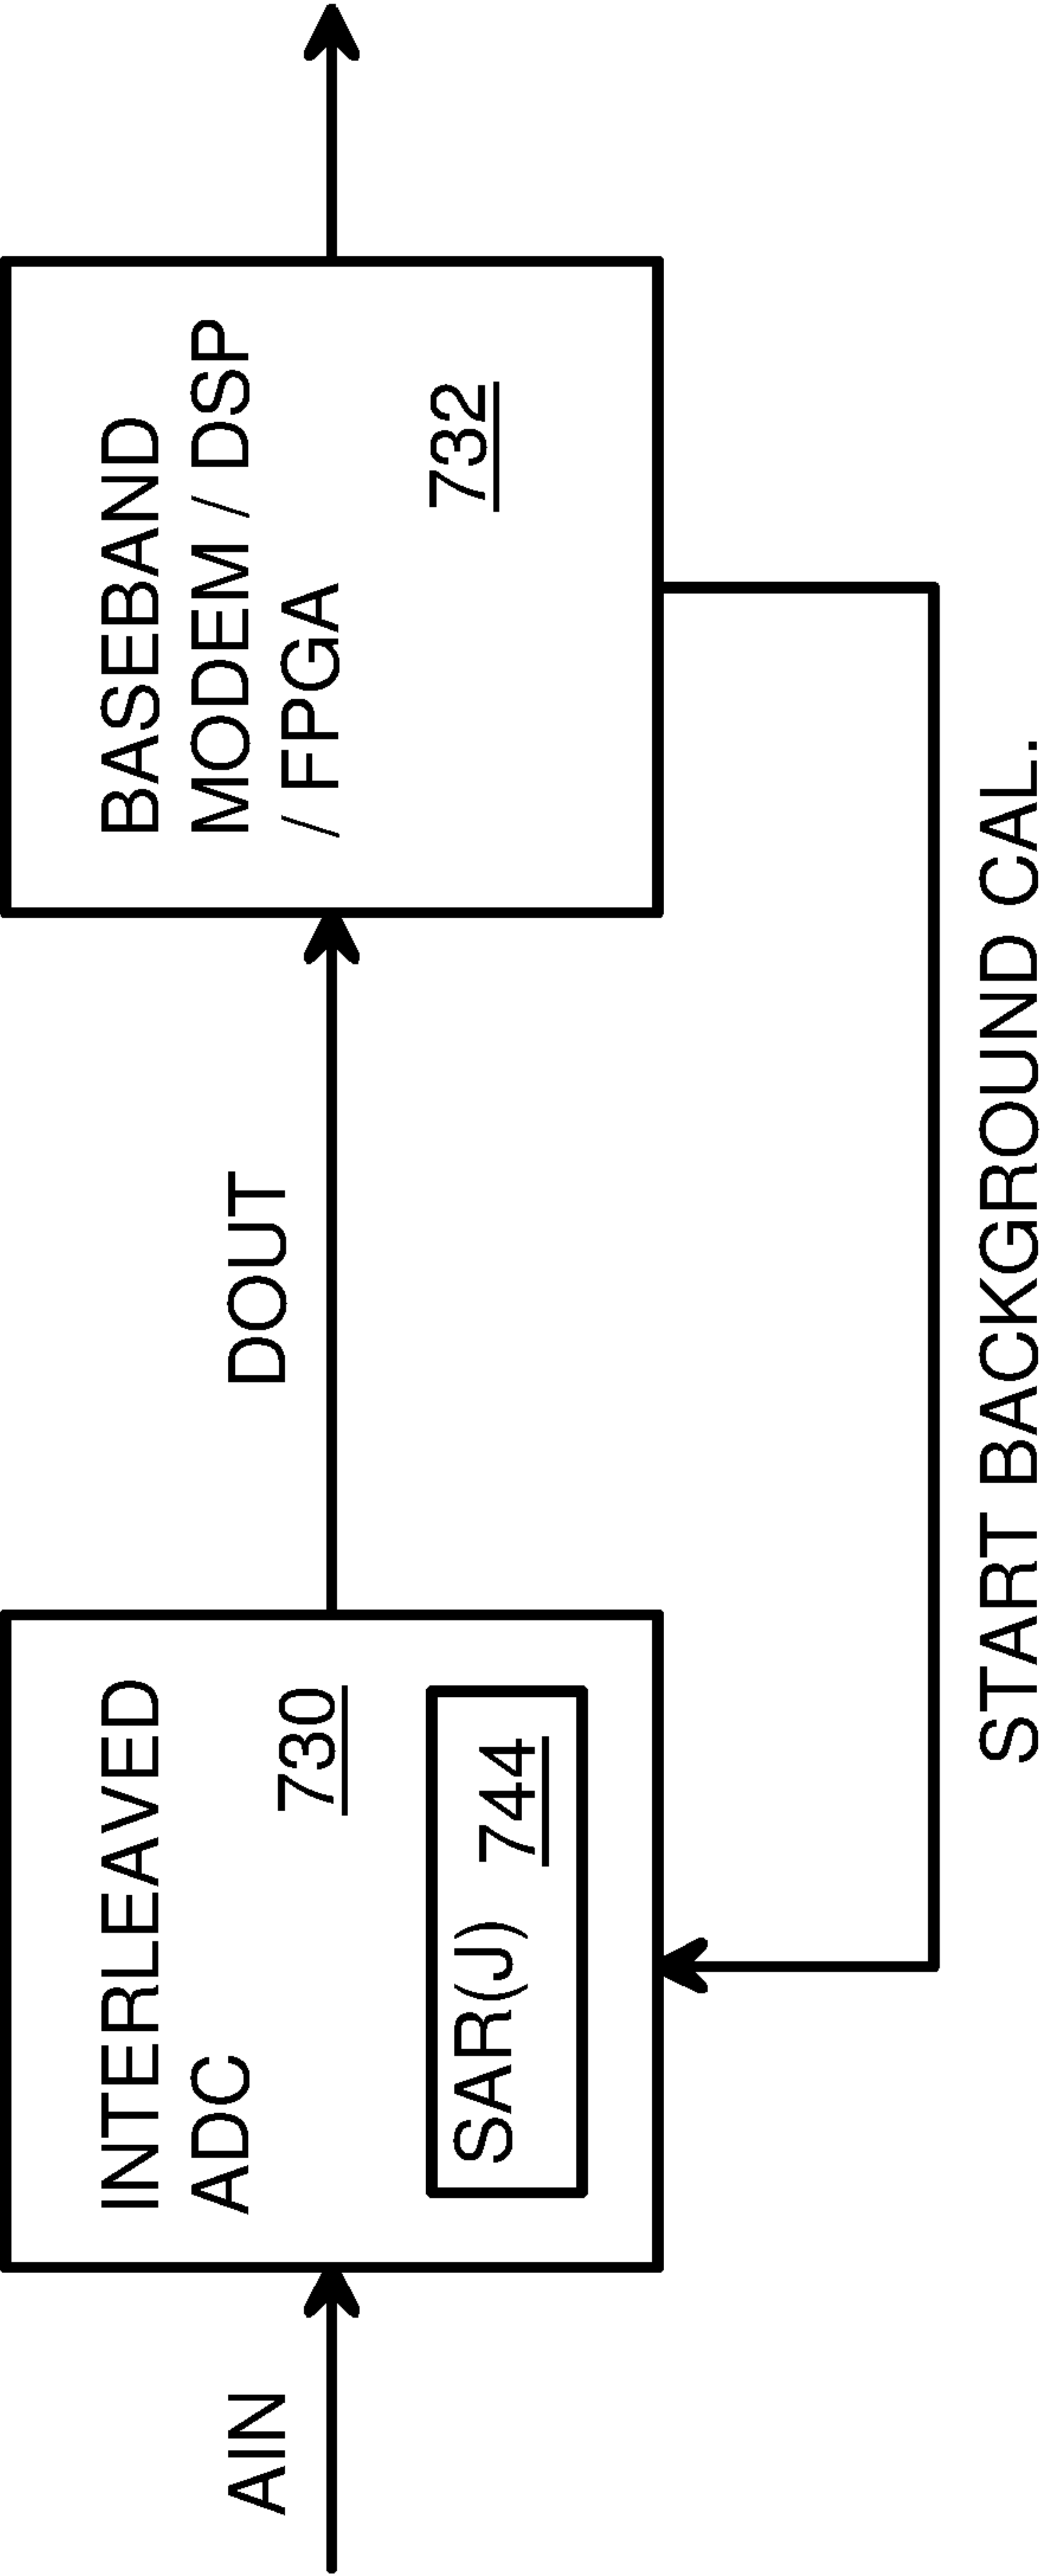 AIN
INTERLEAVED
ADC
730
SAR(J) 744
DOUT
BASEBAND
MODEM / DSP
/ FPGA
732
START BACKGROUND CAL.